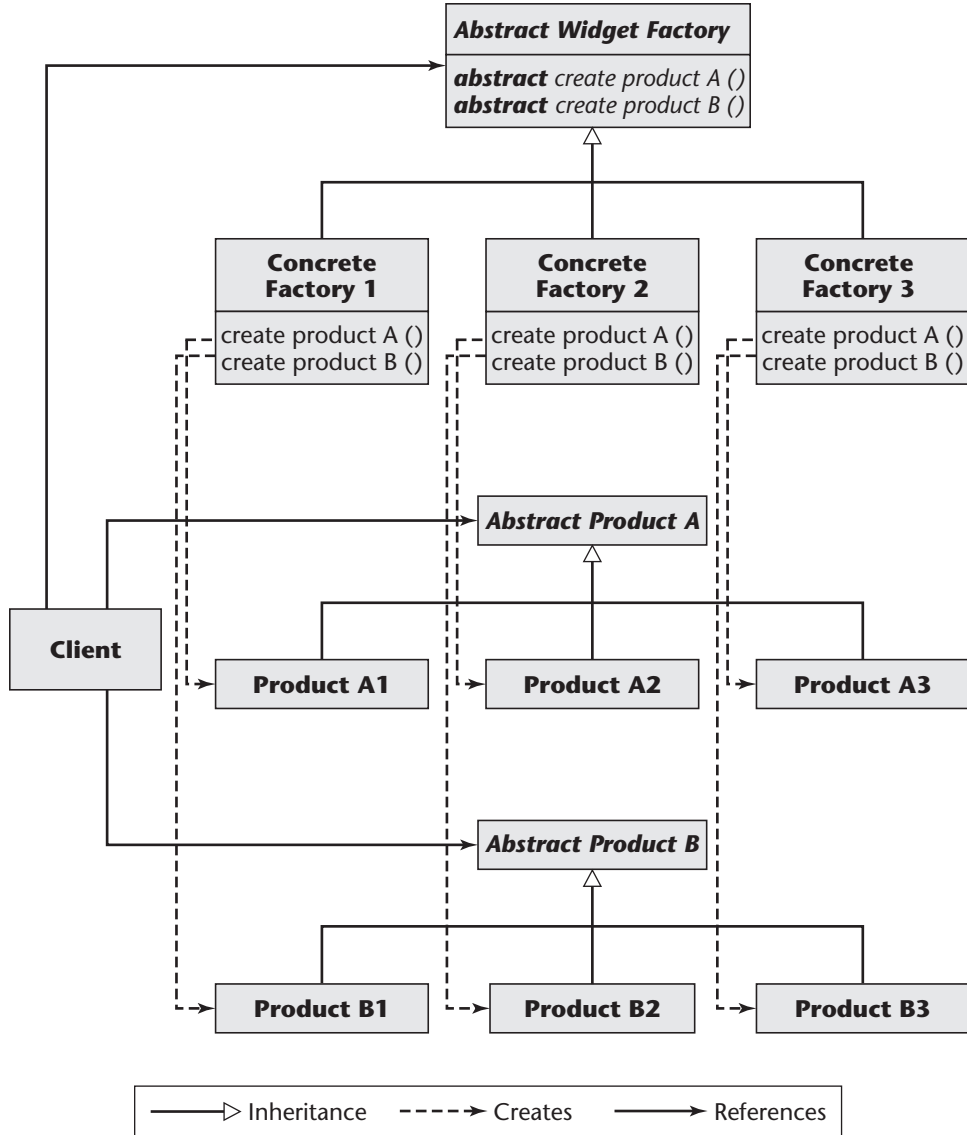 Abstract Widget Factory
abstract create product A ()
abstract create product B ()
Concrete
Factory 1
create product A ()
create product B ()
Concrete
Factory 2
create product A ()
create product B ()
Concrete
Factory 3
create product A ()
create product B ()
Abstract Product A
Client
Product A1
Product A2
Product A3
Abstract Product B
Product B1
Product B2
Product B3
Inheritance
Creates
References